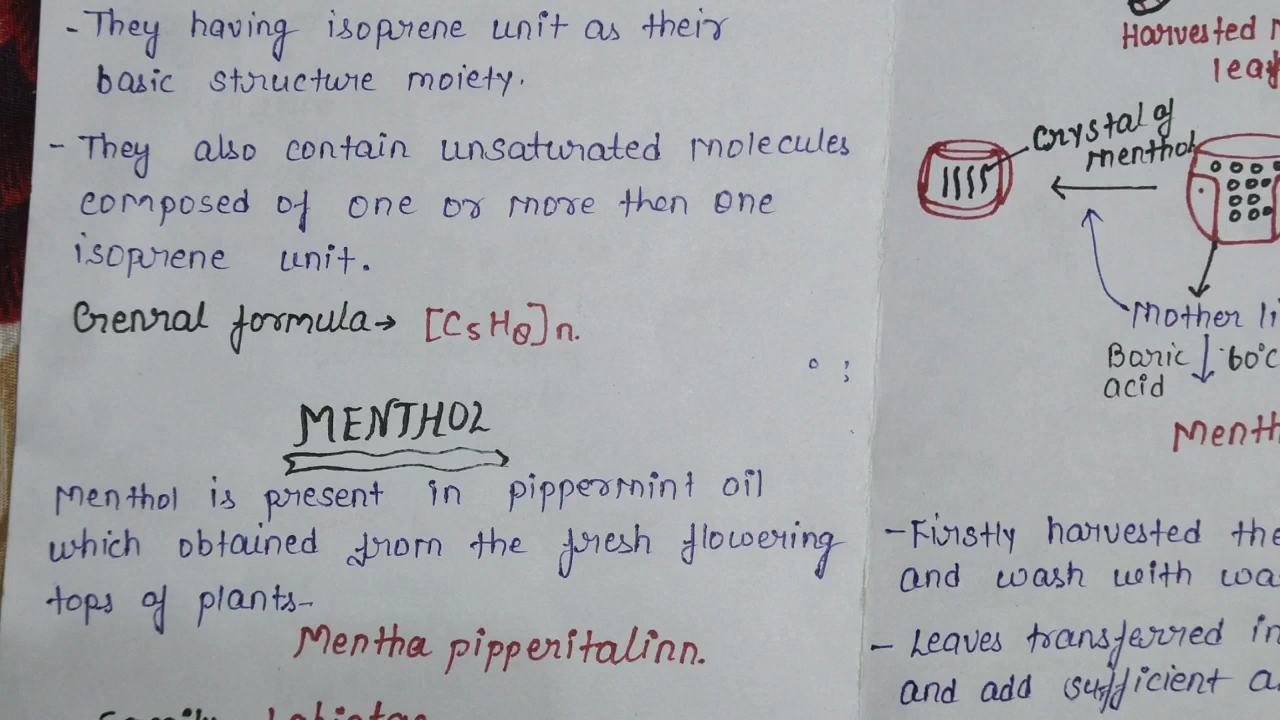 - They having isoprene unit as their
basic structure moiety.
- They also contain unsaturated molecules
composed of one or more then one
isoprene unit.
Genral formula → [C5H8]n.
MENTHOL
Menthol is present in pippermint oil
which obtained from the fresh flowering
tops of plants-
Mentha pipperitalinn.
Harvested
leaf
Crystal of
menthol
Mother li
Baric 60°C
acid
Menth
- Firstly harvested the
and wash with wa
- Leaves transferred in
and add sufficient a